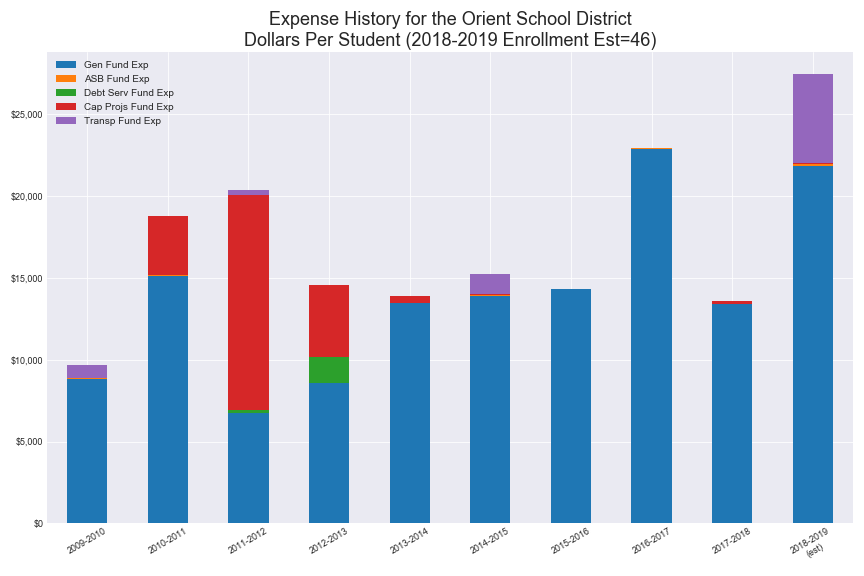 Expense History for the Orient School District
Dollars Per Student (2018-2019 Enrollment Est=46)
Gen Fund Exp
ASB Fund Exp
Debt Serv Fund Exp
Cap Projs Fund Exp
Transp Fund Exp
$25,000
$20,000
$15,000
$10,000
$5,000
$0
2009-2010
2010-2011
2011-2012
2012-2013
2013-2014
2014-2015
2015-2016
2016-2017
2017-2018
2018-2019
(est)